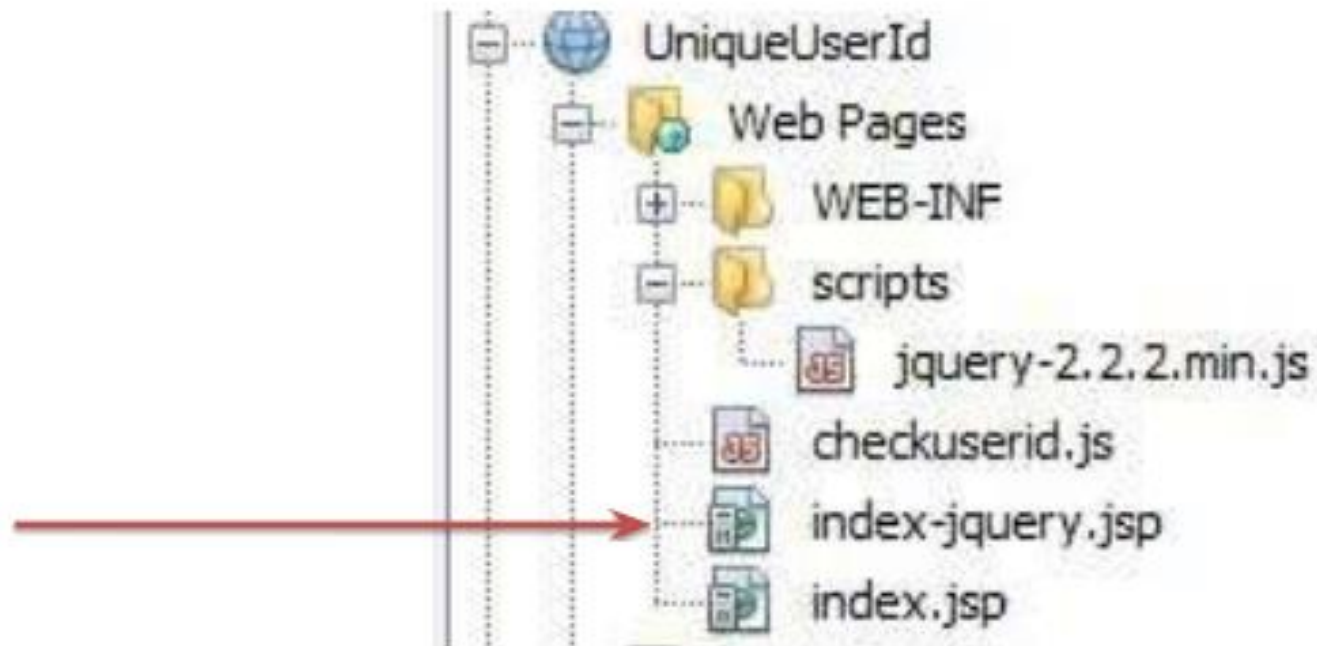 UniqueUserId
Web Pages
WEB-INF
scripts
jquery-2.2.2.min.js
checkuserid.js
index-jquery.jsp
index.jsp